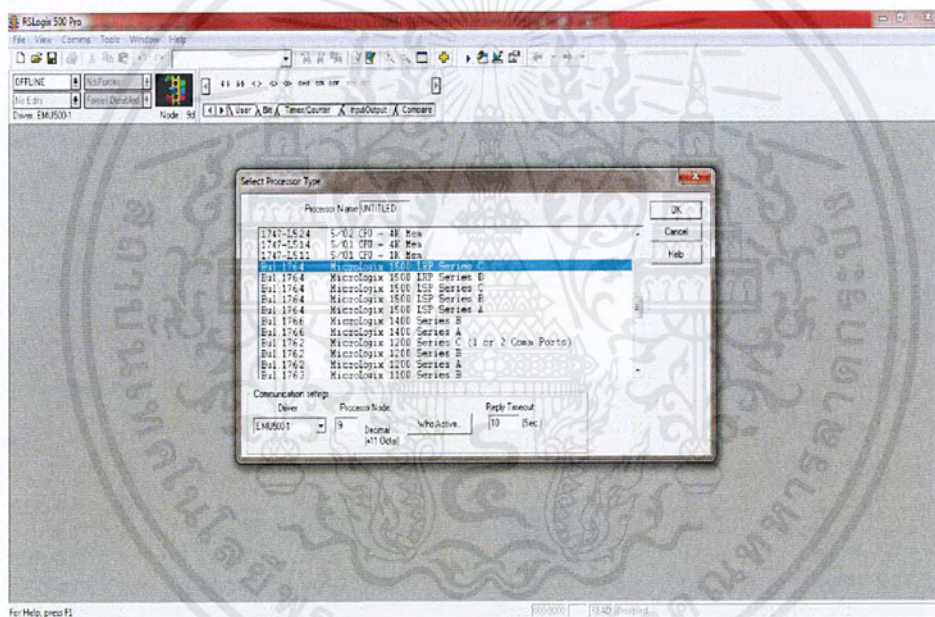 RSLogix 500 Pro
File View Comms Tools Window Help
OFFLINE No Forces
No Edits Forces Disabled
Driver: EMU500-1 Node: 9d
User Bit Timer/Counter Input/Output Compare
Select Processor Type
Processor Name: UNTITLED
OK
Cancel
Help
1747-L524 5/02 CPU - 4K Mem
1747-L514 5/01 CPU - 4K Mem
1747-L511 5/01 CPU - 1K Mem
Bul.1764 MicroLogix 1500 LRP Series C
Bul.1764 MicroLogix 1500 LRP Series B
Bul.1764 MicroLogix 1500 LSP Series C
Bul.1764 MicroLogix 1500 LSP Series B
Bul.1764 MicroLogix 1500 LSP Series A
Bul.1766 MicroLogix 1400 Series B
Bul.1766 MicroLogix 1400 Series A
Bul.1762 MicroLogix 1200 Series C (1 or 2 Comm Ports)
Bul.1762 MicroLogix 1200 Series B
Bul.1762 MicroLogix 1200 Series A
Bul.1763 MicroLogix 1100 Series B
Communication settings
Driver Processor Node: Reply Timeout:
EMU500-1 9 Decimal Who Active... 10 (Sec.)
(=11 Octal)
For Help, press F1
000:0000 READ Disabled